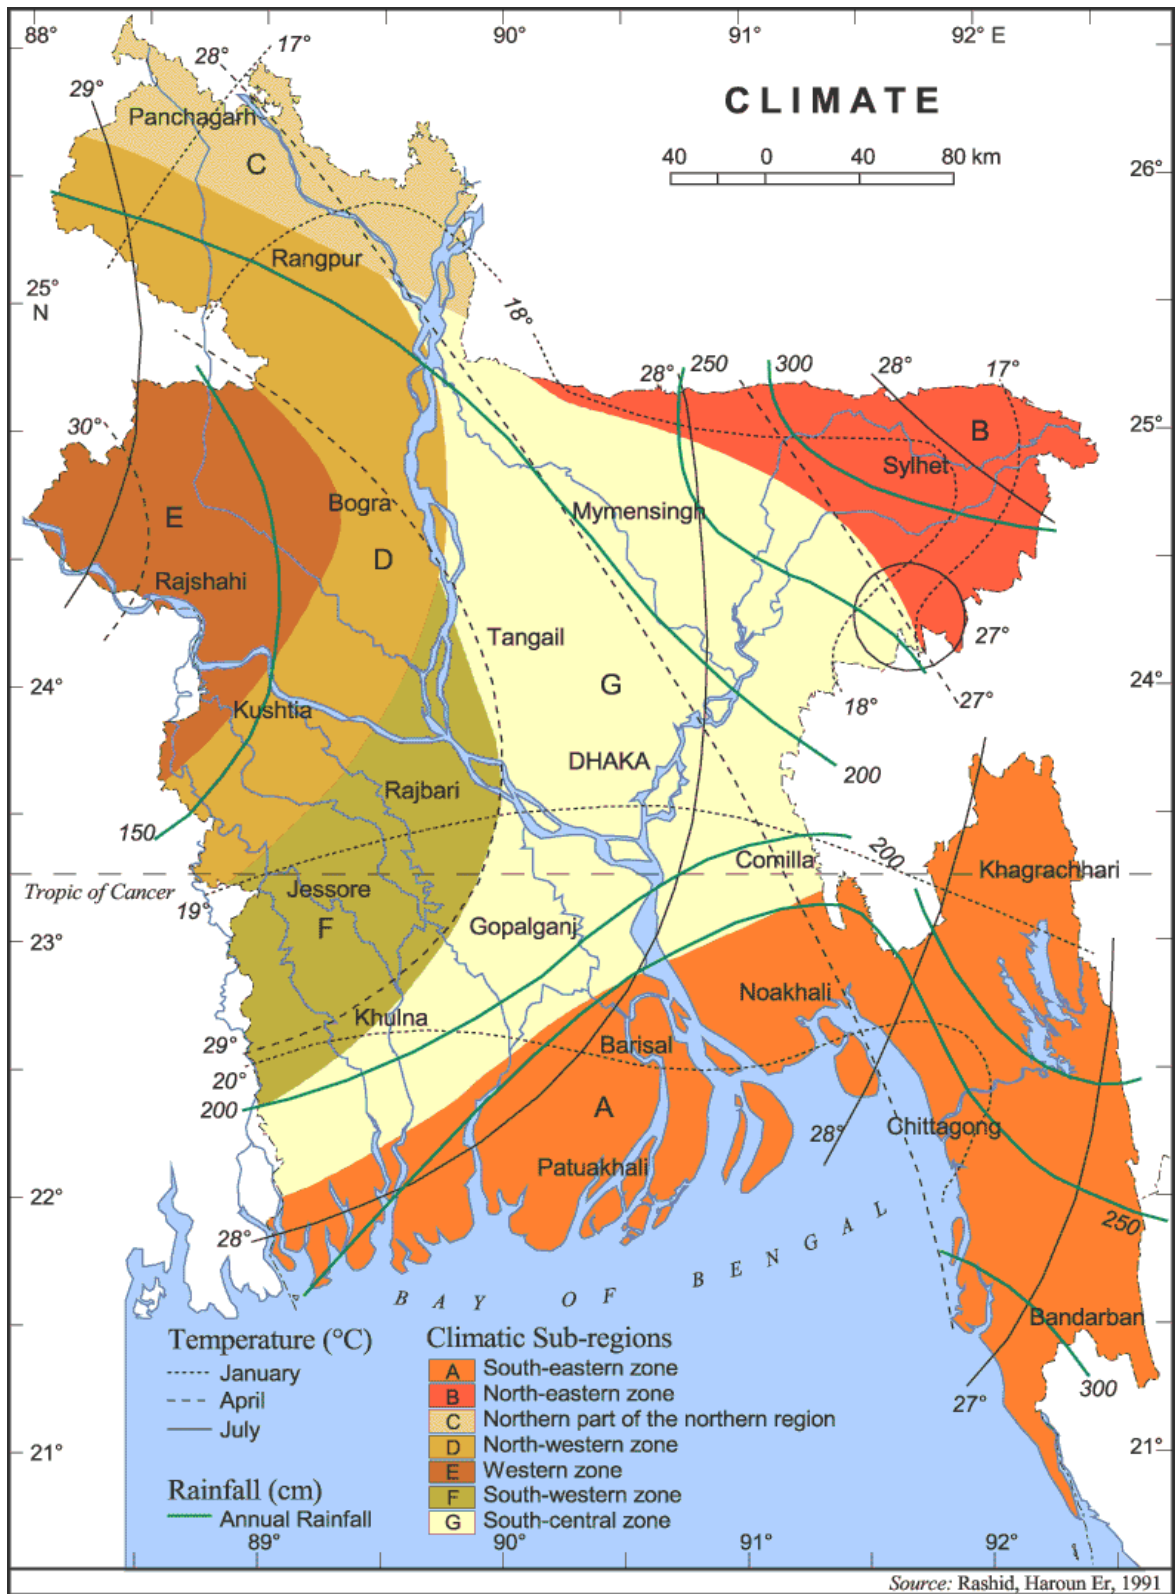 88° 90° 91° 92° E
17°
28°
29°
CLIMATE
Panchagarh
C
40 0 40 80 km
26°
Rangpur
25°
N
18°
28° 250 300 28° 17°
30°
B
25°
Sylhet
Bogra
Mymensingh
E
D
Rajshahi
Tangail
27°
G
24°
24°
Kushtia
18°
27°
DHAKA
200
Rajbari
150
Comilla
200
Khagrachhari
Tropic of Cancer
Jessore
19°
F
Gopalganj
23°
23°
Noakhali
Khulna
29°
Barisal
20°
200
A
Chittagong
28°
Patuakhali
22°
22°
250
28°
BAY OF BENGAL
Bandarban
300
27°
Temperature (°C)
January
April
July
Rainfall (cm)
Annual Rainfall
Climatic Sub-regions
A South-eastern zone
B North-eastern zone
C Northern part of the northern region
D North-western zone
E Western zone
F South-western zone
G South-central zone
21°
21°
89° 90° 91° 92°
Source: Rashid, Haroun Er, 1991